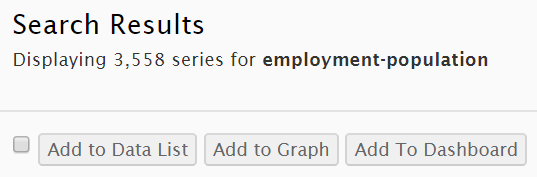 Search Results
Displaying 3,558 series for employment-population
Add to Data List Add to Graph Add To Dashboard